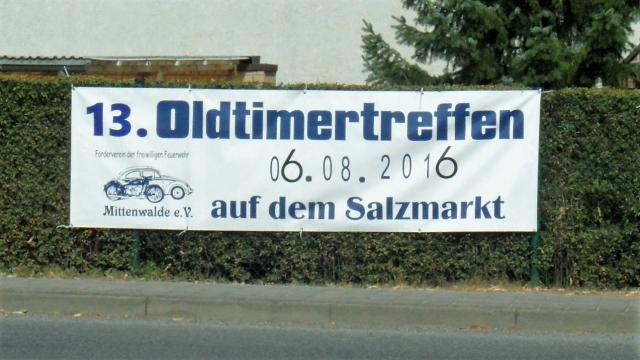 13. Oldtimertreffen
Förderverein der freiwilligen Feuerwehr
06.08.2016
Mittenwalde e.V.
auf dem Salzmarkt